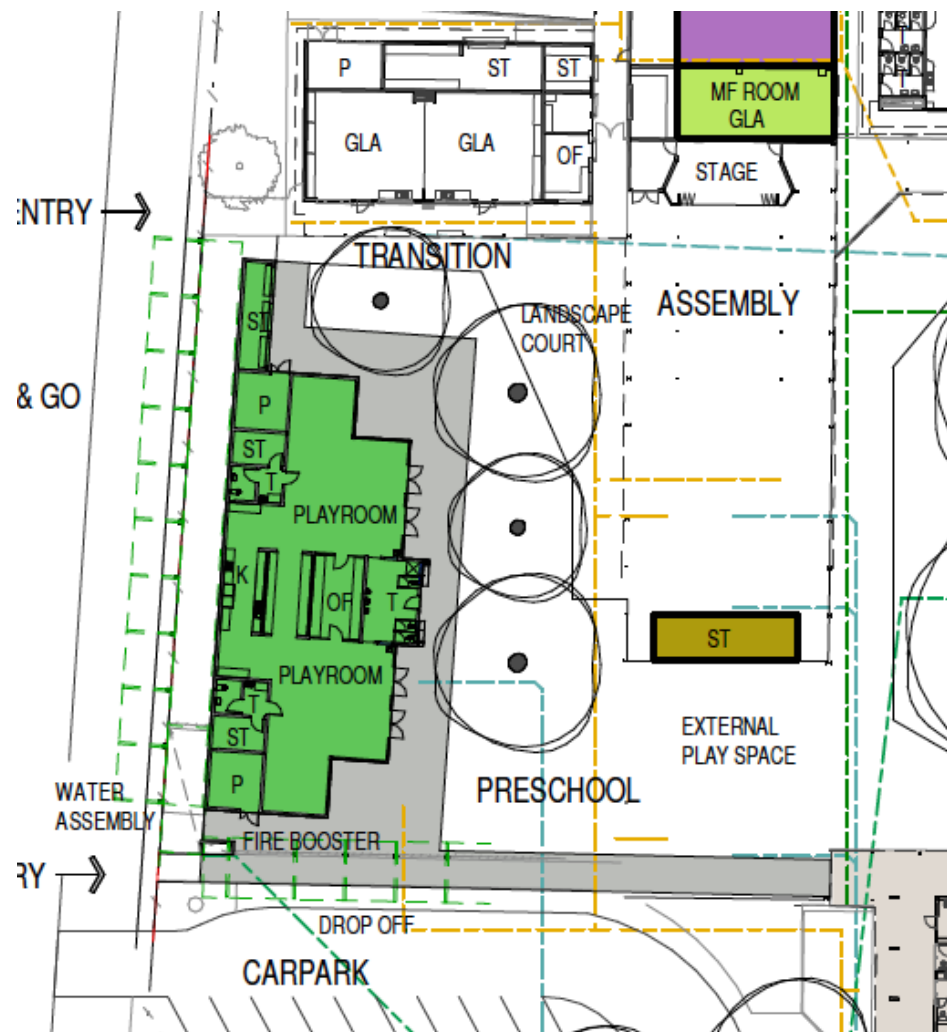 P
ST
ST
MF ROOM
GLA
GLA
GLA
OF
STAGE
ENTRY
TRANSITION
ASSEMBLY
LANDSCAPE
COURT
ST
& GO
P
ST
T
PLAYROOM
K
OF
T
ST
PLAYROOM
T
ST
P
EXTERNAL
PLAY SPACE
PRESCHOOL
WATER
ASSEMBLY
FIRE BOOSTER
RY
DROP OFF
CARPARK